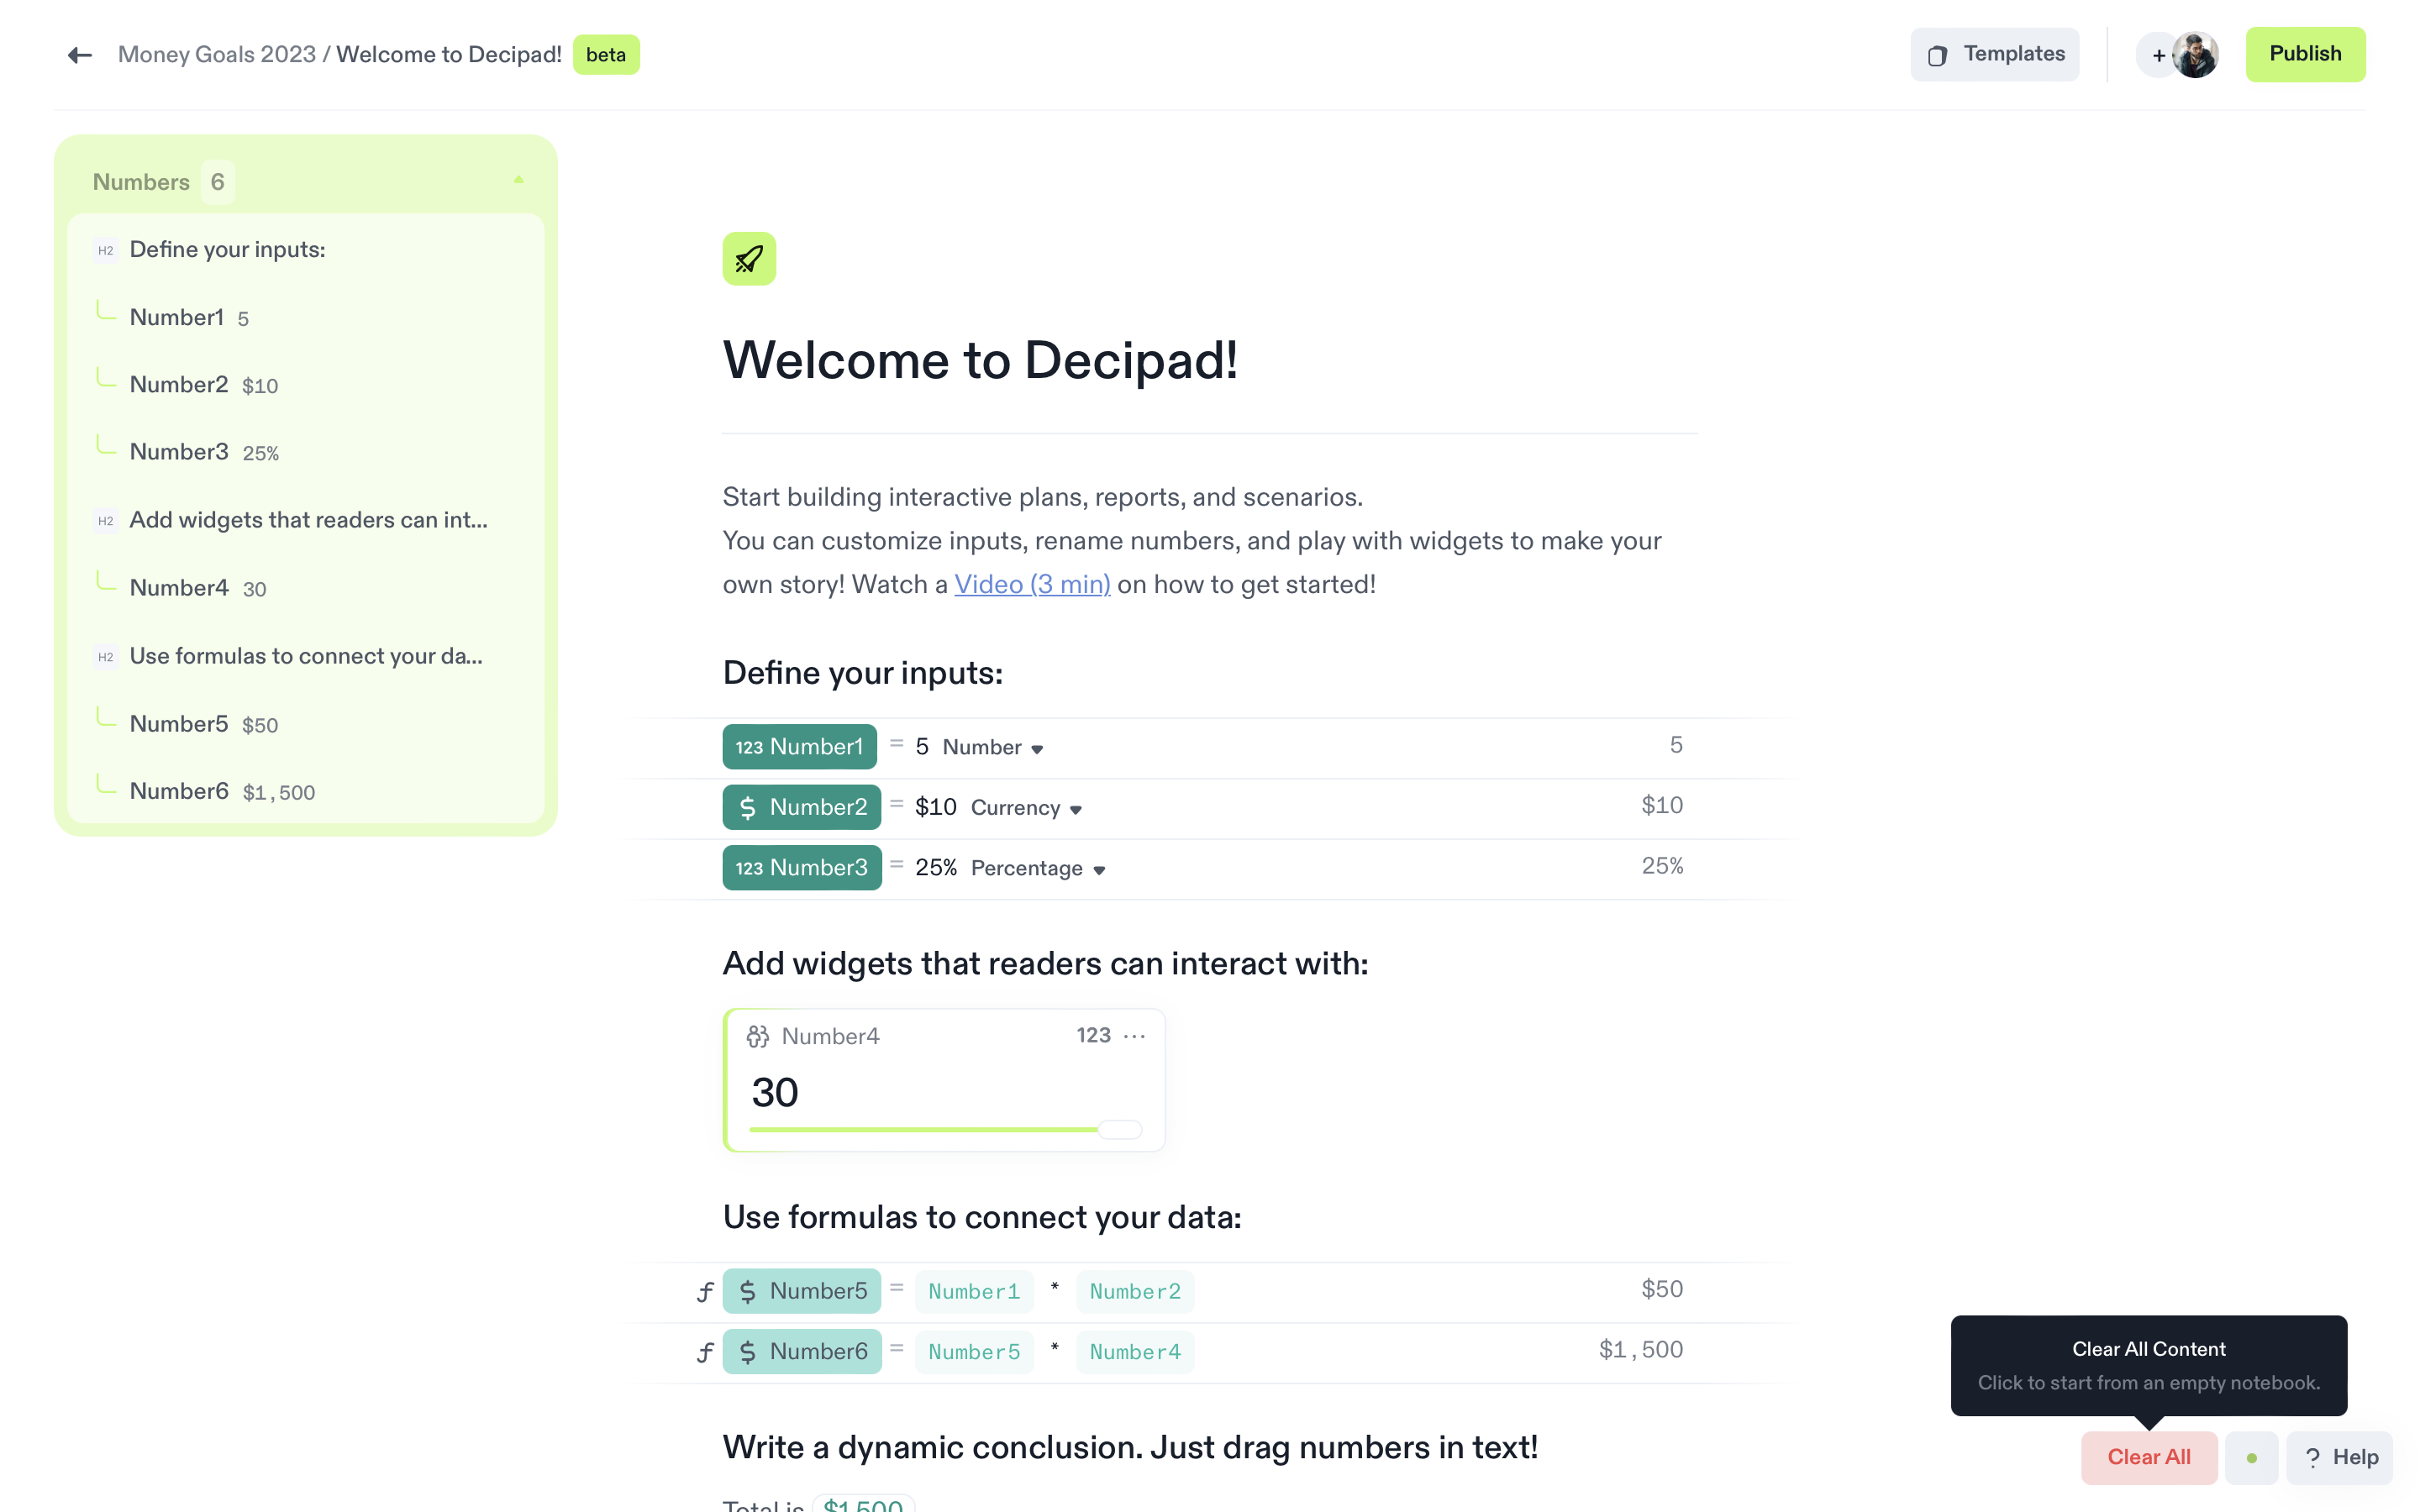 Money Goals 2023 / Welcome to Decipad! beta
Templates
+
Publish
Numbers 6
H2 Define your inputs:
Number1 5
Number2 $10
Number3 25%
H2 Add widgets that readers can int...
Number4 30
H2 Use formulas to connect your da...
Number5 $50
Number6 $1,500
Welcome to Decipad!
Start building interactive plans, reports, and scenarios.
You can customize inputs, rename numbers, and play with widgets to make your
own story! Watch a Video (3 min) on how to get started!
Define your inputs:
123 Number1 = 5 Number 5
$ Number2 = $10 Currency $10
123 Number3 = 25% Percentage 25%
Add widgets that readers can interact with:
Number4 123 ...
30
Use formulas to connect your data:
ƒ $ Number5 = Number1 * Number2 $50
ƒ $ Number6 = Number5 * Number4 $1,500
Write a dynamic conclusion. Just drag numbers in text!
Total is $1,500
Clear All Content
Click to start from an empty notebook.
Clear All
? Help